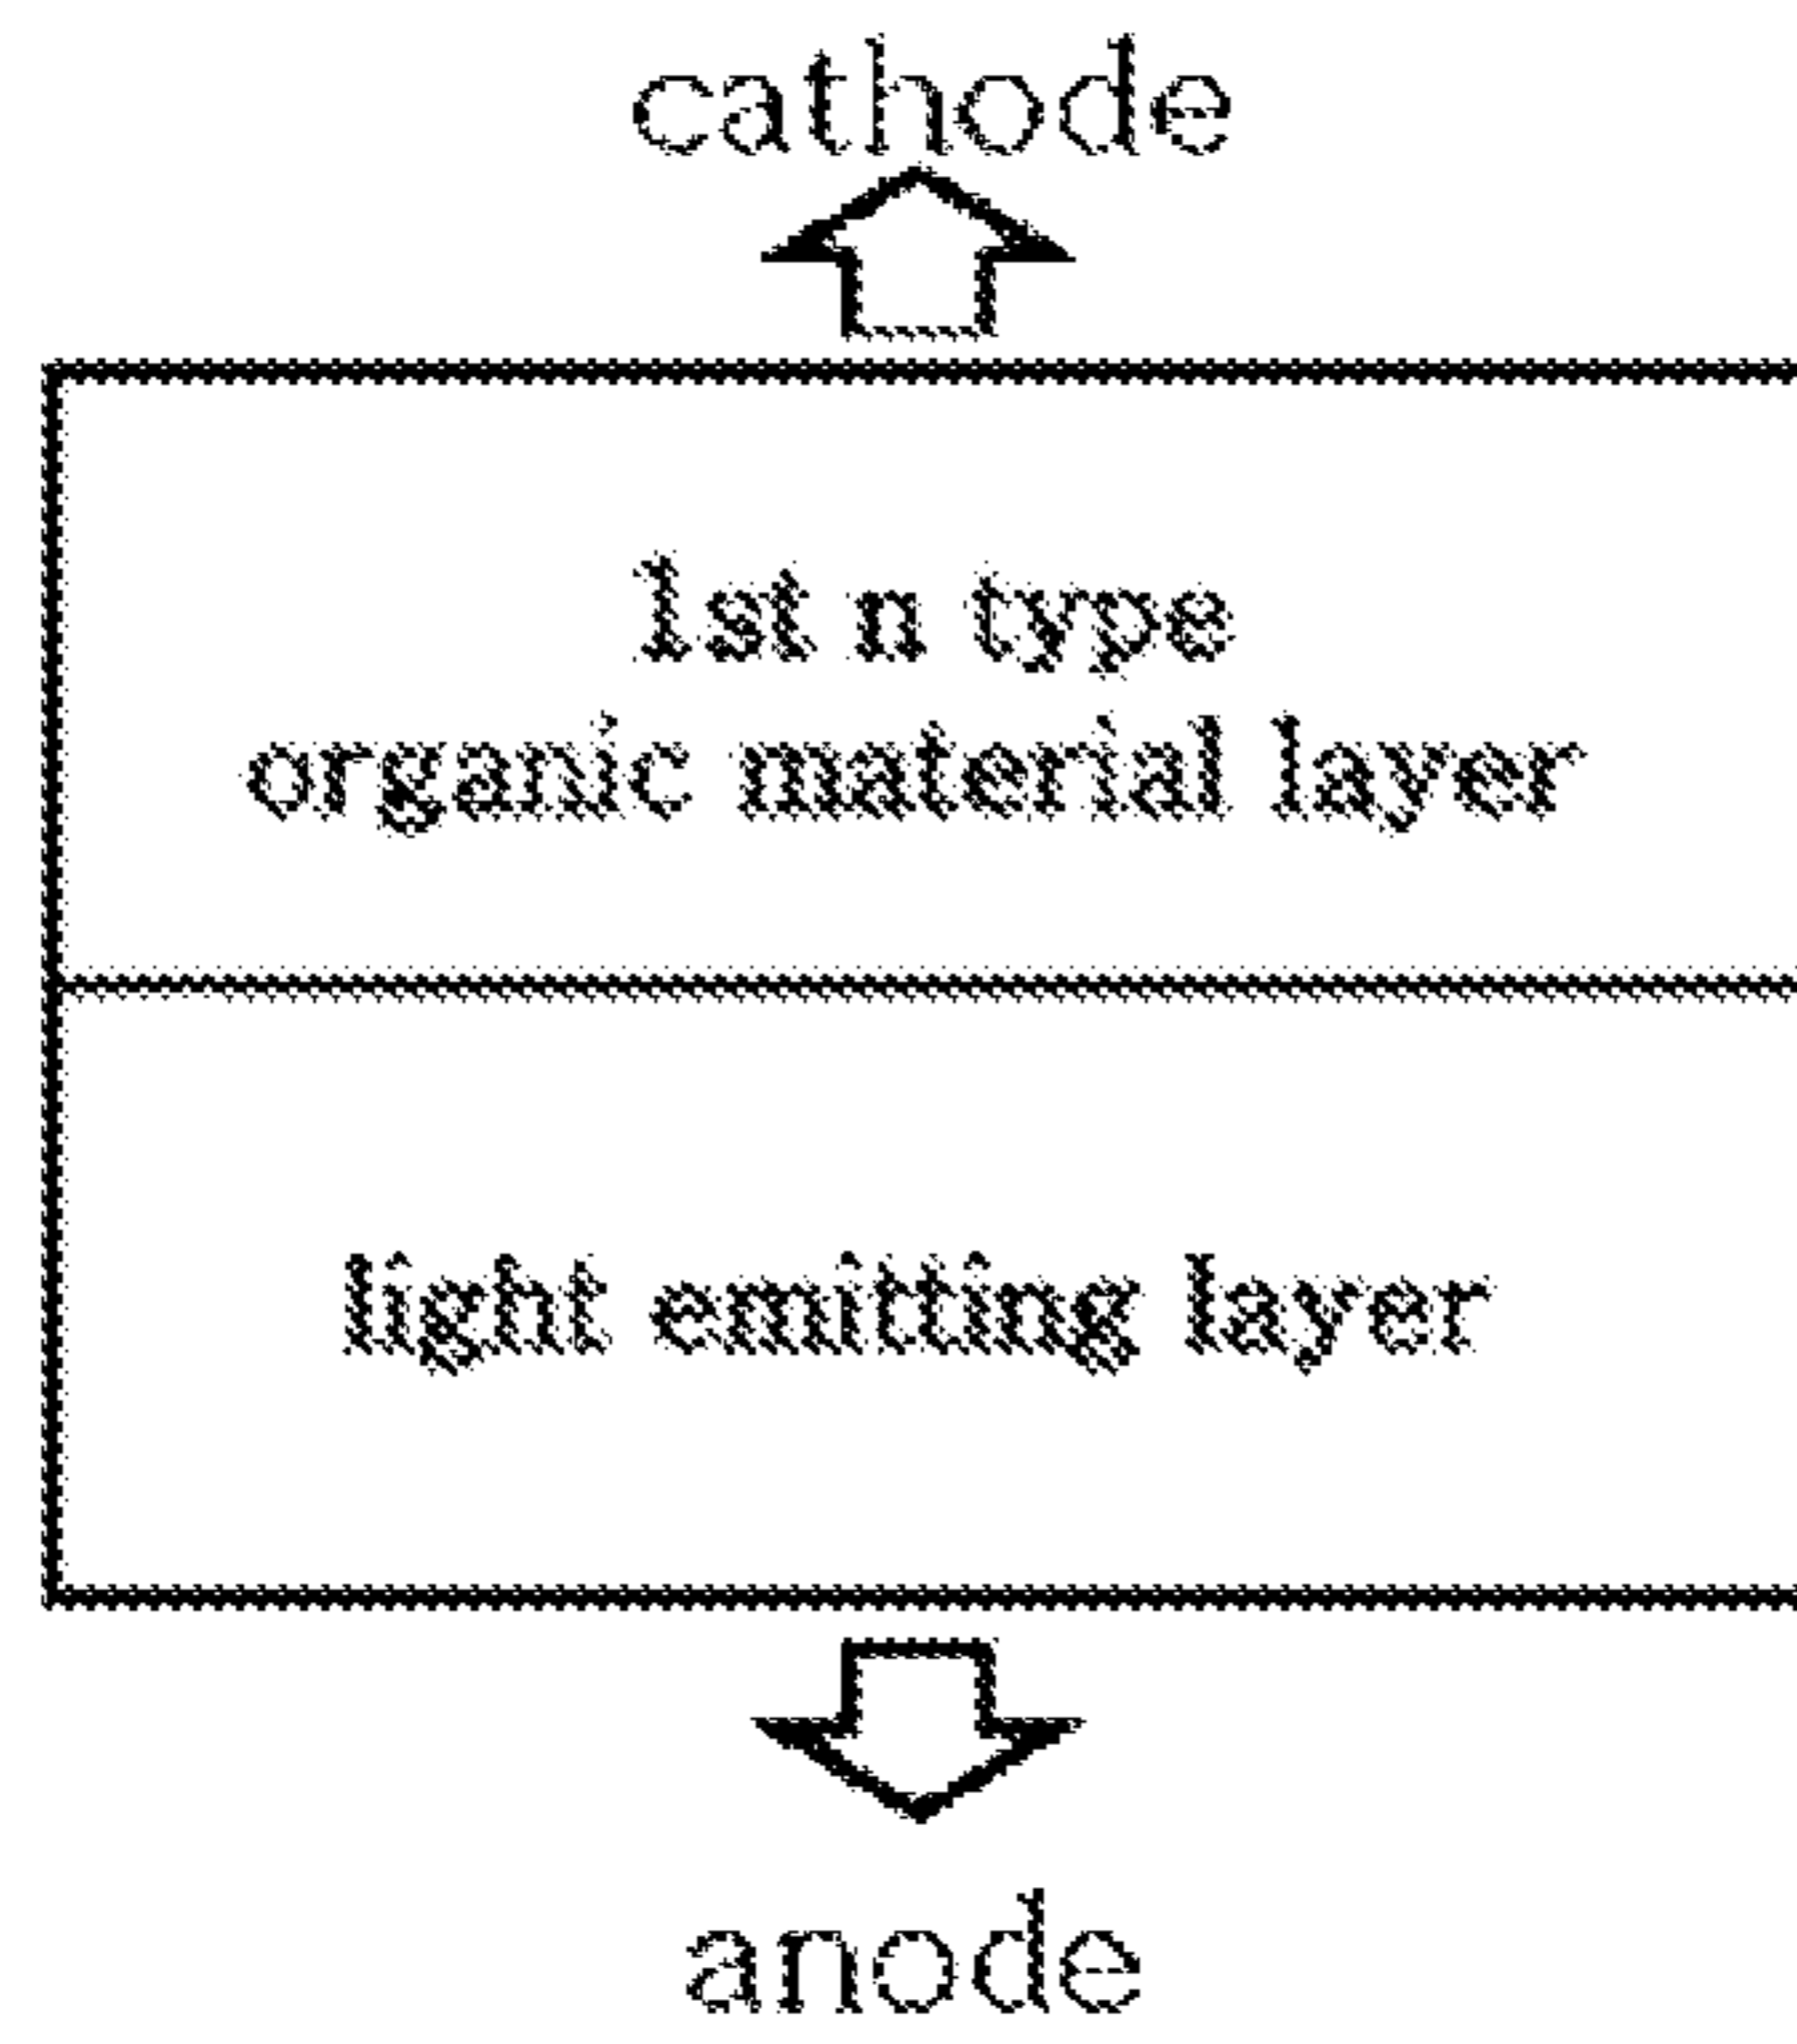 cathode
1st n type
organic material layer
light emitting layer
anode